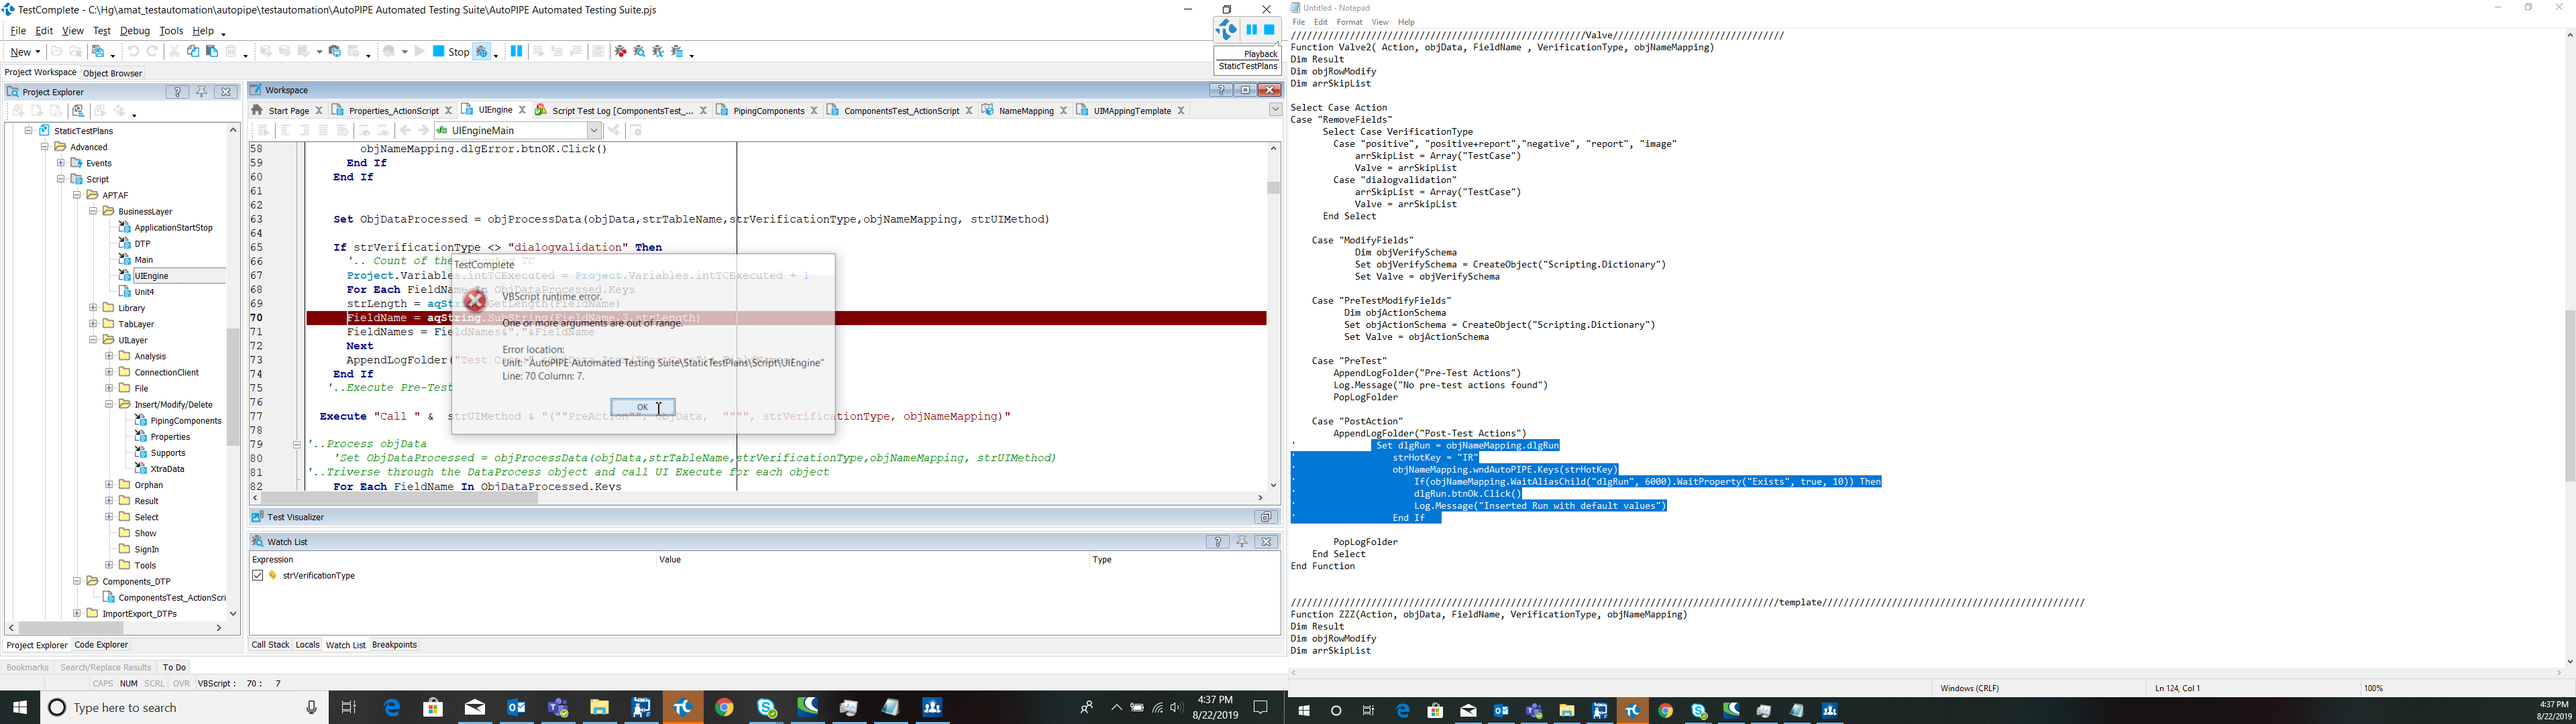 TestComplete - C:\Hg\amat_testautomation\autopipe\testautomation\AutoPIPE Automated Testing Suite\AutoPIPE Automated Testing Suite.pjs
File Edit View Test Debug Tools Help
New Stop
Playback
StaticTestPlans
Project Workspace Object Browser
Project Explorer
StaticTestPlans
Advanced
Events
Script
APTAF
BusinessLayer
ApplicationStartStop
DTP
Main
UIEngine
Unit4
Library
TabLayer
UILayer
Analysis
ConnectionClient
File
Insert/Modify/Delete
PipingComponents
Properties
Supports
XtraData
Orphan
Result
Select
Show
SignIn
Tools
Components_DTP
ComponentsTest_ActionScri
ImportExport_DTPs
Project Explorer Code Explorer
Workspace
Start Page Properties_ActionScript UIEngine Script Test Log [ComponentsTest_... PipingComponents ComponentsTest_ActionScript NameMapping UIMAppingTemplate
UIEngineMain
58 objNameMapping.dlgError.btnOK.Click()
59 End If
60 End If
61
62
63 Set ObjDataProcessed = objProcessData(objData,strTableName,strVerificationType,objNameMapping, strUIMethod)
64
65 If strVerificationType <> "dialogvalidation" Then
66 '.. Count of the TC
67 Project.Variables.intTCExecuted = Project.Variables.intTCExecuted + 1
68 For Each FieldName In ObjDataProcessed.Keys
69 strLength = aqString.GetLength(FieldName)
70 FieldName = aqString.SubString(FieldName,3,strLength)
71 FieldNames = FieldNames&","&FieldName
72 Next
73 AppendLogFolder("Test
74 End If
75 '..Execute Pre-Test
76
77 Execute "Call " & strUIMethod & "(""PreAction"", objData, """", strVerificationType, objNameMapping)"
78
79 '..Process objData
80 'Set ObjDataProcessed = objProcessData(objData,strTableName,strVerificationType,objNameMapping, strUIMethod)
81 '..Triverse through the DataProcess object and call UI Execute for each object
82 For Each FieldName In ObjDataProcessed.Keys
TestComplete
VBScript runtime error.
One or more arguments are out of range.
Error location:
Unit: "AutoPIPE Automated Testing Suite\StaticTestPlans\Script\UIEngine"
Line: 70 Column: 7.
OK
Test Visualizer
Watch List
Expression Value Type
strVerificationType
Call Stack Locals Watch List Breakpoints
Bookmarks Search/Replace Results To Do
CAPS NUM SCRL OVR VBScript : 70 : 7
Type here to search
4:37 PM
8/22/2019
Untitled - Notepad
File Edit Format View Help
///////////////////////////////////////////////////////Valve////////////////////////////////
Function Valve2( Action, objData, FieldName , VerificationType, objNameMapping)
Dim Result
Dim objRowModify
Dim arrSkipList
Select Case Action
Case "RemoveFields"
Select Case VerificationType
Case "positive", "positive+report","negative", "report", "image"
arrSkipList = Array("TestCase")
Valve = arrSkipList
Case "dialogvalidation"
arrSkipList = Array("TestCase")
Valve = arrSkipList
End Select
Case "ModifyFields"
Dim objVerifySchema
Set objVerifySchema = CreateObject("Scripting.Dictionary")
Set Valve = objVerifySchema
Case "PreTestModifyFields"
Dim objActionSchema
Set objActionSchema = CreateObject("Scripting.Dictionary")
Set Valve = objActionSchema
Case "PreTest"
AppendLogFolder("Pre-Test Actions")
Log.Message("No pre-test actions found")
PopLogFolder
Case "PostAction"
AppendLogFolder("Post-Test Actions")
' Set dlgRun = objNameMapping.dlgRun
' strHotKey = "IR"
' objNameMapping.wndAutoPIPE.Keys(strHotKey)
' If(objNameMapping.WaitAliasChild("dlgRun", 6000).WaitProperty("Exists", true, 10)) Then
' dlgRun.btnOk.Click()
' Log.Message("Inserted Run with default values")
' End If
PopLogFolder
End Select
End Function
///////////////////////////////////////////////////////////////////////////////////////////template/////////////////////////////////////////////////
Function ZZZ(Action, objData, FieldName, VerificationType, objNameMapping)
Dim Result
Dim objRowModify
Dim arrSkipList
Windows (CRLF) Ln 124, Col 1 100%
4:37 PM
8/22/2019